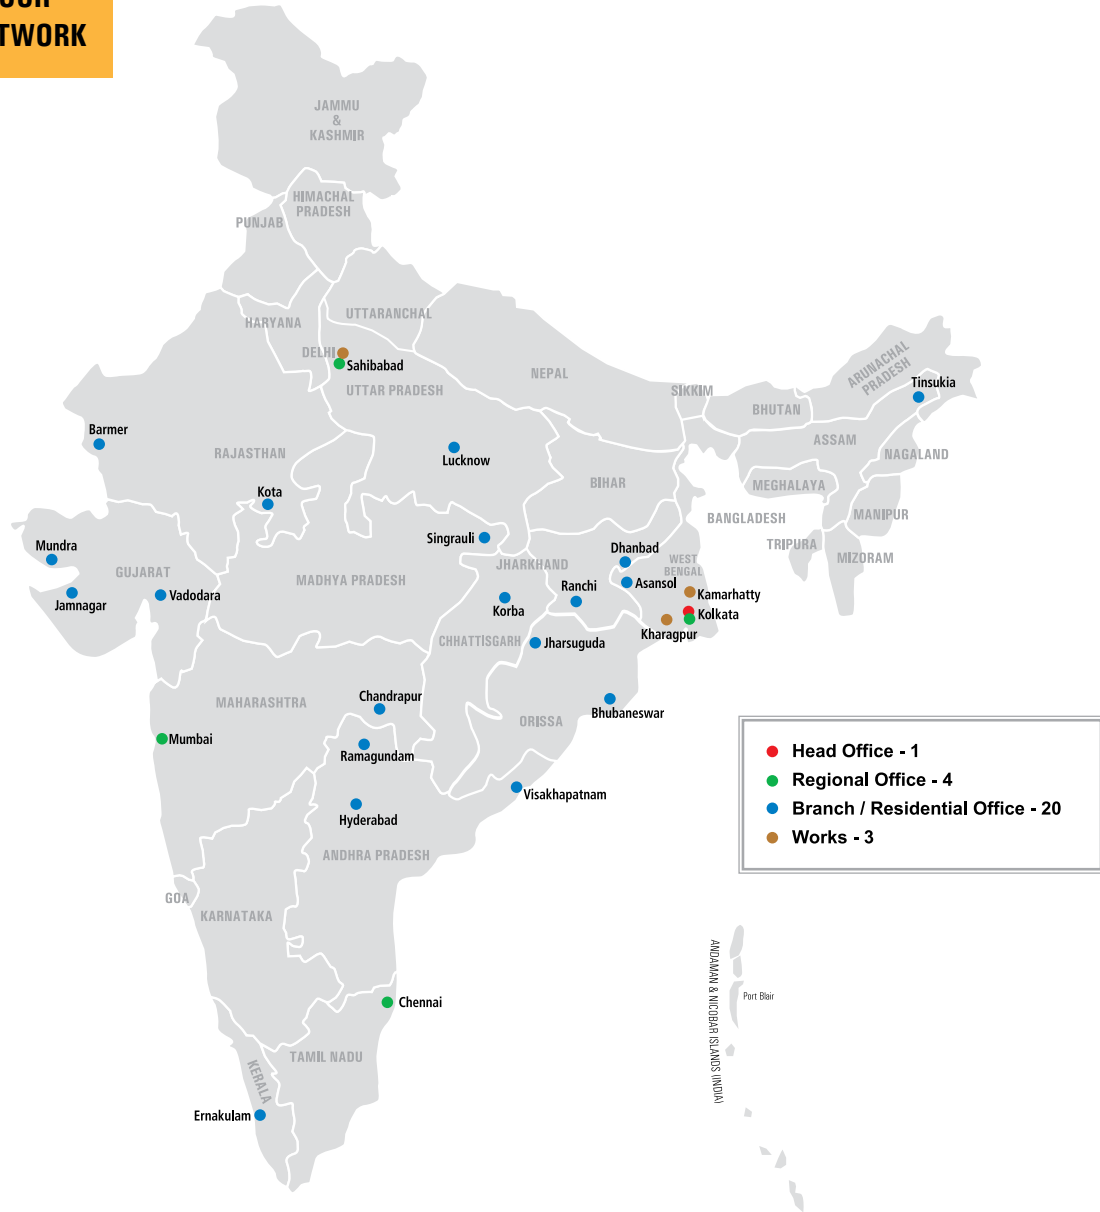 TWORK
JAMMU
&
KASHMIR
HIMACHAL
PRADESH
PUNJAB
UTTARANCHAL
HARYANA
DELHI
Sahibabad
UTTAR PRADESH
NEPAL
SIKKIM
BHUTAN
ARUNACHAL
PRADESH
Tinsukia
ASSAM
NAGALAND
Barmer
RAJASTHAN
Lucknow
BIHAR
MEGHALAYA
Kota
BANGLADESH
MANIPUR
Mundra
Singrauli
Dhanbad
TRIPURA
MIZORAM
GUJARAT
MADHYA PRADESH
JHARKHAND
WEST
BENGAL
Jamnagar
Vadodara
Korba
Ranchi
Asansol
Kamarhatty
Kolkata
Kharagpur
CHHATTISGARH
Jharsuguda
MAHARASHTRA
Chandrapur
ORISSA
Bhubaneswar
Mumbai
Ramagundam
Visakhapatnam
Hyderabad
ANDHRA PRADESH
Head Office - 1
Regional Office - 4
Branch / Residential Office - 20
Works - 3
GOA
KARNATAKA
ANDAMAN & NICOBAR ISLANDS (INDIA)
Port Blair
Chennai
TAMIL NADU
KERALA
Ernakulam